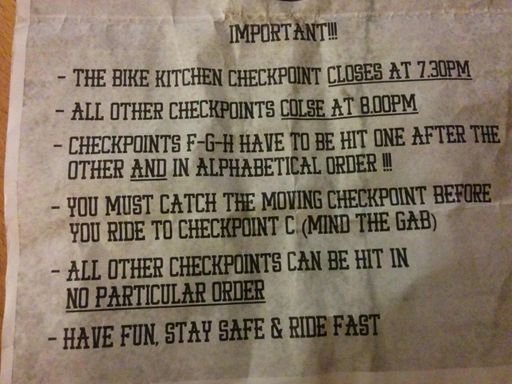 IMPORTANT!!!
- THE BIKE KITCHEN CHECKPOINT CLOSES AT 7.30PM
- ALL OTHER CHECKPOINTS COLSE AT 8.00PM
- CHECKPOINTS F-G-H HAVE TO BE HIT ONE AFTER THE
OTHER AND IN ALPHABETICAL ORDER !!!
- YOU MUST CATCH THE MOVING CHECKPOINT BEFORE
YOU RIDE TO CHECKPOINT C (MIND THE GAB)
- ALL OTHER CHECKPOINTS CAN BE HIT IN
NO PARTICULAR ORDER
- HAVE FUN, STAY SAFE & RIDE FAST